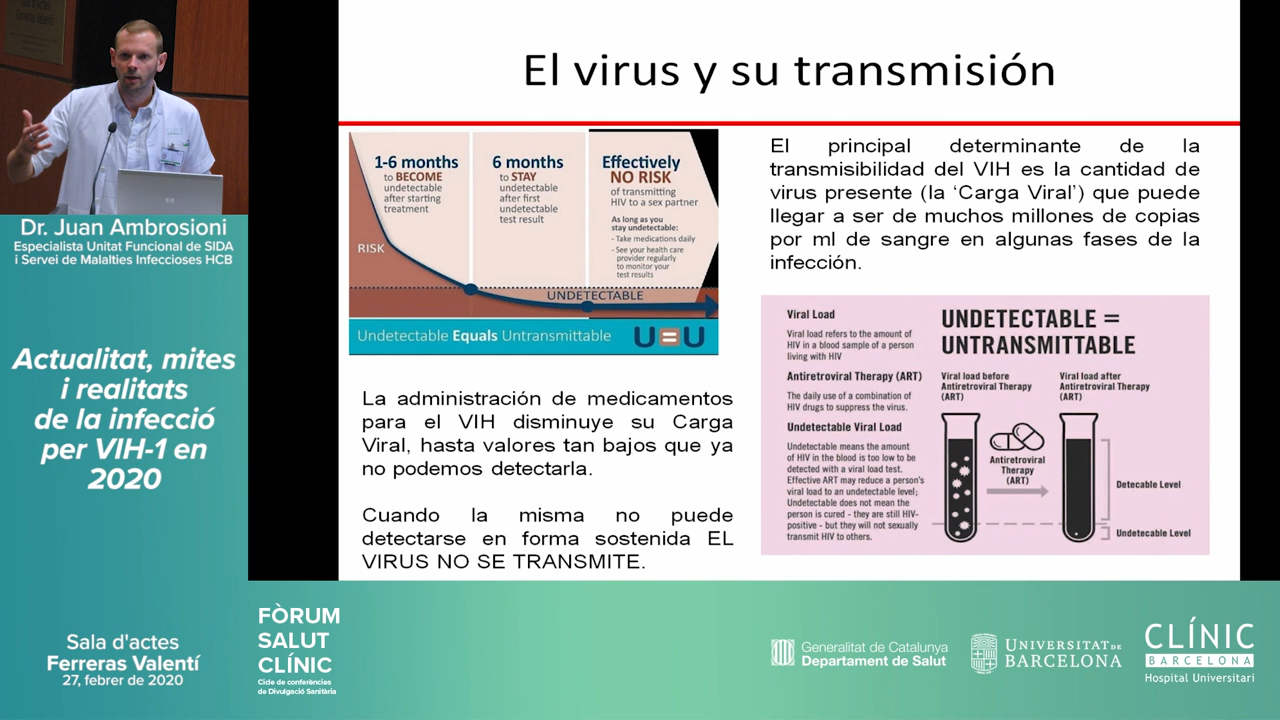 El virus y su transmisión
1-6 months
to BECOME
undetectable
after starting
treatment
6 months
to STAY
undetectable
after first
undetectable
test result
Effectively
NO RISK
of transmitting
HIV to a sex partner
As long as you
stay undetectable:
- Take medications daily
- See your health care
provider regularly
to monitor your
test results
RISK
UNDETECTABLE
Undetectable Equals Untransmittable
U=U
La administración de medicamentos
para el VIH disminuye su Carga
Viral, hasta valores tan bajos que ya
no podemos detectarla.
Cuando la misma no puede
detectarse en forma sostenida EL
VIRUS NO SE TRANSMITE.
El principal determinante de la
transmisibilidad del VIH es la cantidad de
virus presente (la ‘Carga Viral’) que puede
llegar a ser de muchos millones de copias
por ml de sangre en algunas fases de la
infección.
Viral Load
Viral load refers to the amount of
HIV in a blood sample of a person
living with HIV
Antiretroviral Therapy (ART)
The daily use of a combination of
HIV drugs to suppress the virus.
Undetectable Viral Load
Undetectable means the amount
of HIV in the blood is too low to be
detected with a viral load test.
Effective ART may reduce a person's
viral load to an undetectable level;
Undetectable does not mean the
person is cured - they are still HIV-
positive - but they will not sexually
transmit HIV to others.
UNDETECTABLE =
UNTRANSMITTABLE
Viral load before
Antiretroviral Therapy
(ART)
Viral load after
Antiretroviral Therapy
(ART)
Antiretroviral
Therapy
(ART)
Detecable Level
Undetecable Level
Dr. Juan Ambrosioni
Especialista Unitat Funcional de SIDA
i Servei de Malalties Infeccioses HCB
Actualitat, mites
i realitats
de la infecció
per VIH-1 en
2020
Sala d'actes
Ferreras Valentí
27, febrer de 2020
FÒRUM
SALUT
CLÍNIC
Cicle de conferències
de Divulgació Sanitària
Generalitat de Catalunya
Departament de Salut
UNIVERSITAT DE
BARCELONA
CLÍNIC
BARCELONA
Hospital Universitari